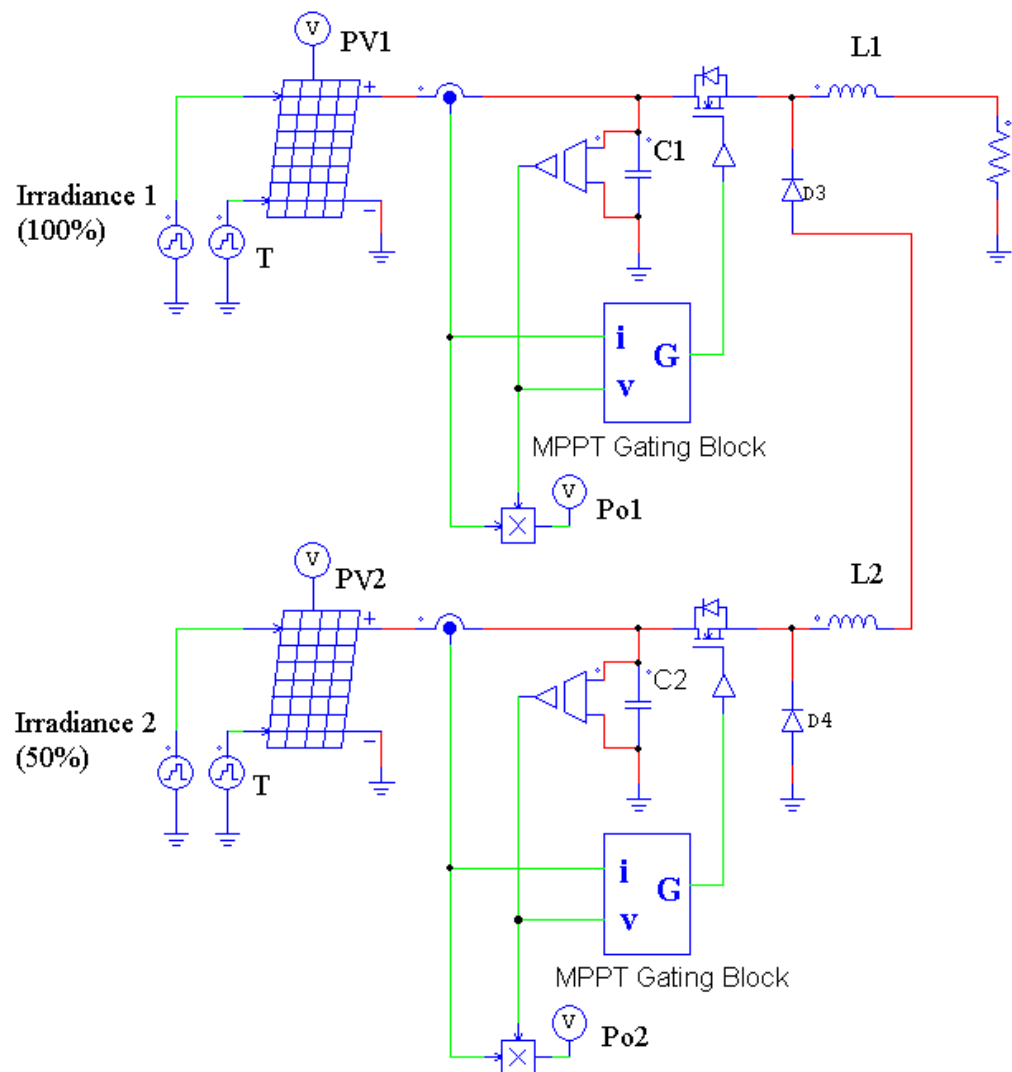 V
PV1
+
L1
C1
D3
Irradiance 1
(100%)
T
−
i
G
v
MPPT Gating Block
V
Po1
V
PV2
+
L2
C2
D4
Irradiance 2
(50%)
T
−
i
G
v
MPPT Gating Block
V
Po2